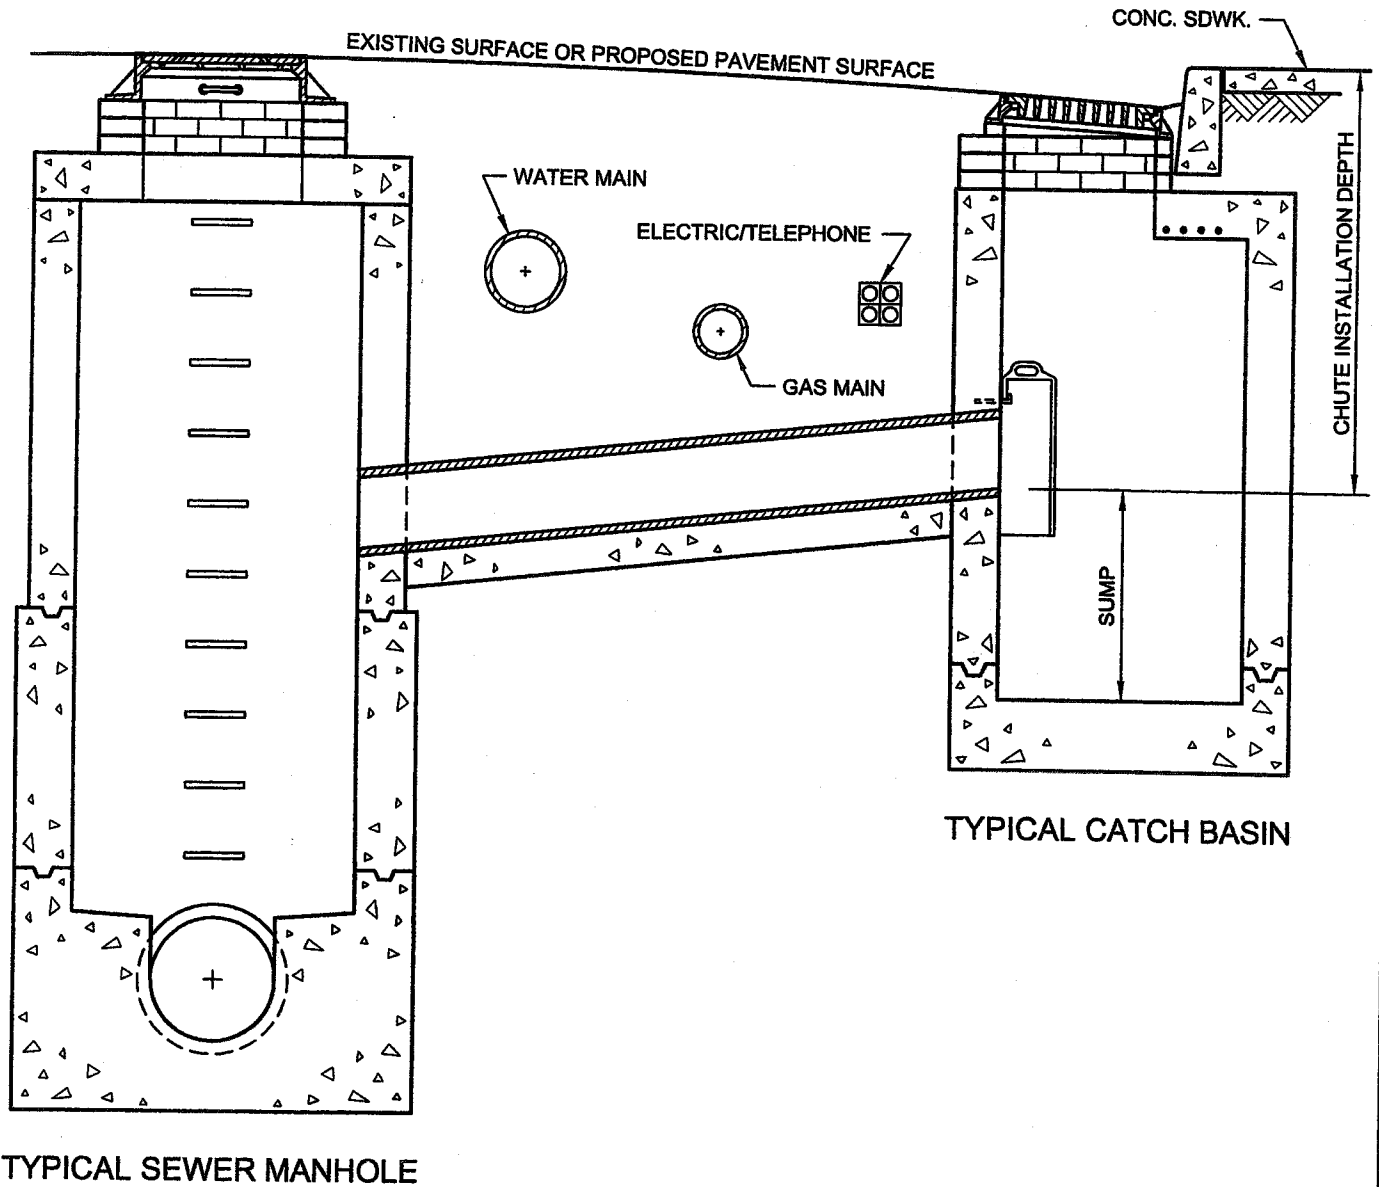 CONC. SDWK.
EXISTING SURFACE OR PROPOSED PAVEMENT SURFACE
WATER MAIN
ELECTRIC/TELEPHONE
GAS MAIN
CHUTE INSTALLATION DEPTH
SUMP
TYPICAL CATCH BASIN
TYPICAL SEWER MANHOLE